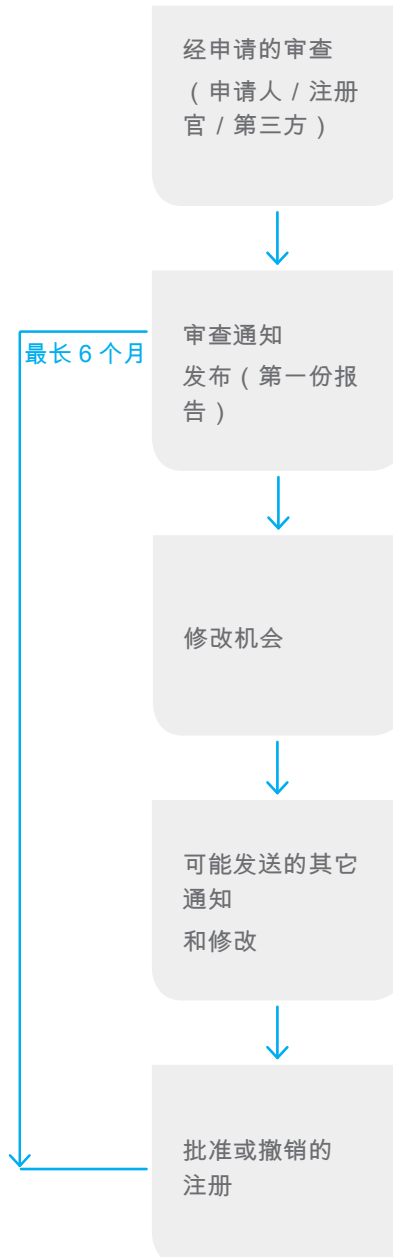 经申请的审查
（申请人 / 注册
官 / 第三方）
最长 6 个月
审查通知
发布（第一份报
告）
修改机会
可能发送的其它
通知
和修改
批准或撤销的
注册